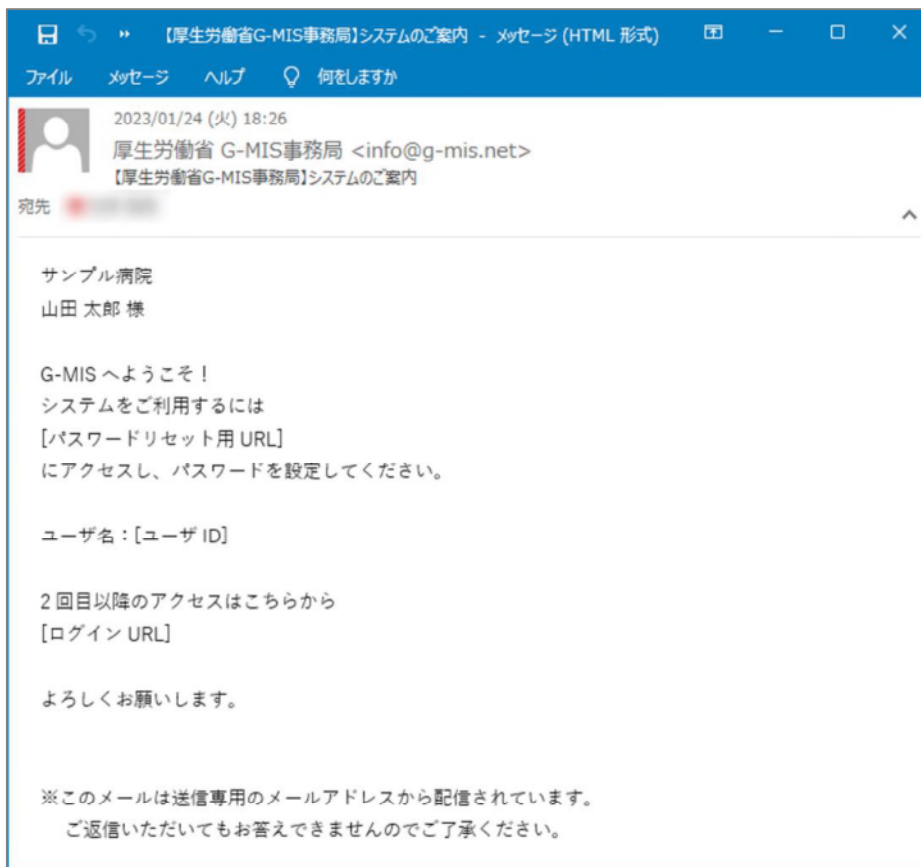 【厚生労働省G-MIS事務局】システムのご案内 - メッセージ (HTML 形式)
ファイル メッセージ ヘルプ 何をしますか
2023/01/24 (火) 18:26
厚生労働省 G-MIS事務局 <info@g-mis.net>
【厚生労働省G-MIS事務局】システムのご案内
宛先
サンプル病院
山田 太郎 様
G-MIS へようこそ！
システムをご利用するには
[パスワードリセット用 URL]
にアクセスし、パスワードを設定してください。
ユーザ名：[ユーザ ID]
2 回目以降のアクセスはこちらから
[ログイン URL]
よろしくお願いします。
※このメールは送信専用のメールアドレスから配信されています。
ご返信いただいてもお答えできませんのでご了承ください。